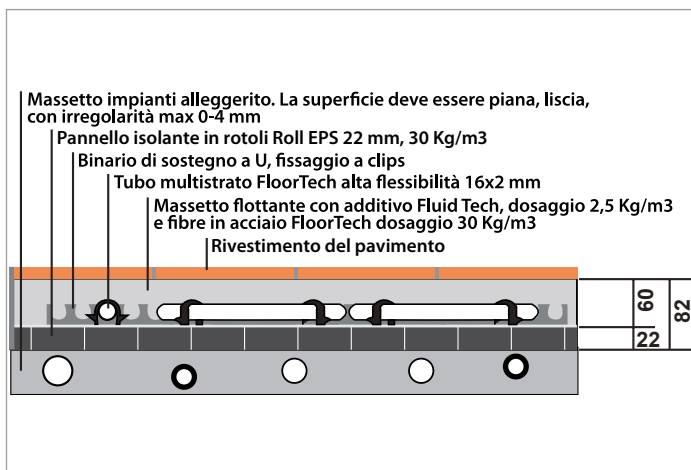 Massetto impianti alleggerito. La superficie deve essere piana, liscia,
con irregolarità max 0-4 mm
Pannello isolante in rotoli Roll EPS 22 mm, 30 Kg/m3
Binario di sostegno a U, fissaggio a clips
Tubo multistrato FloorTech alta flessibilità 16x2 mm
Massetto flottante con additivo Fluid Tech, dosaggio 2,5 Kg/m3
e fibre in acciaio FloorTech dosaggio 30 Kg/m3
Rivestimento del pavimento
60
82
22